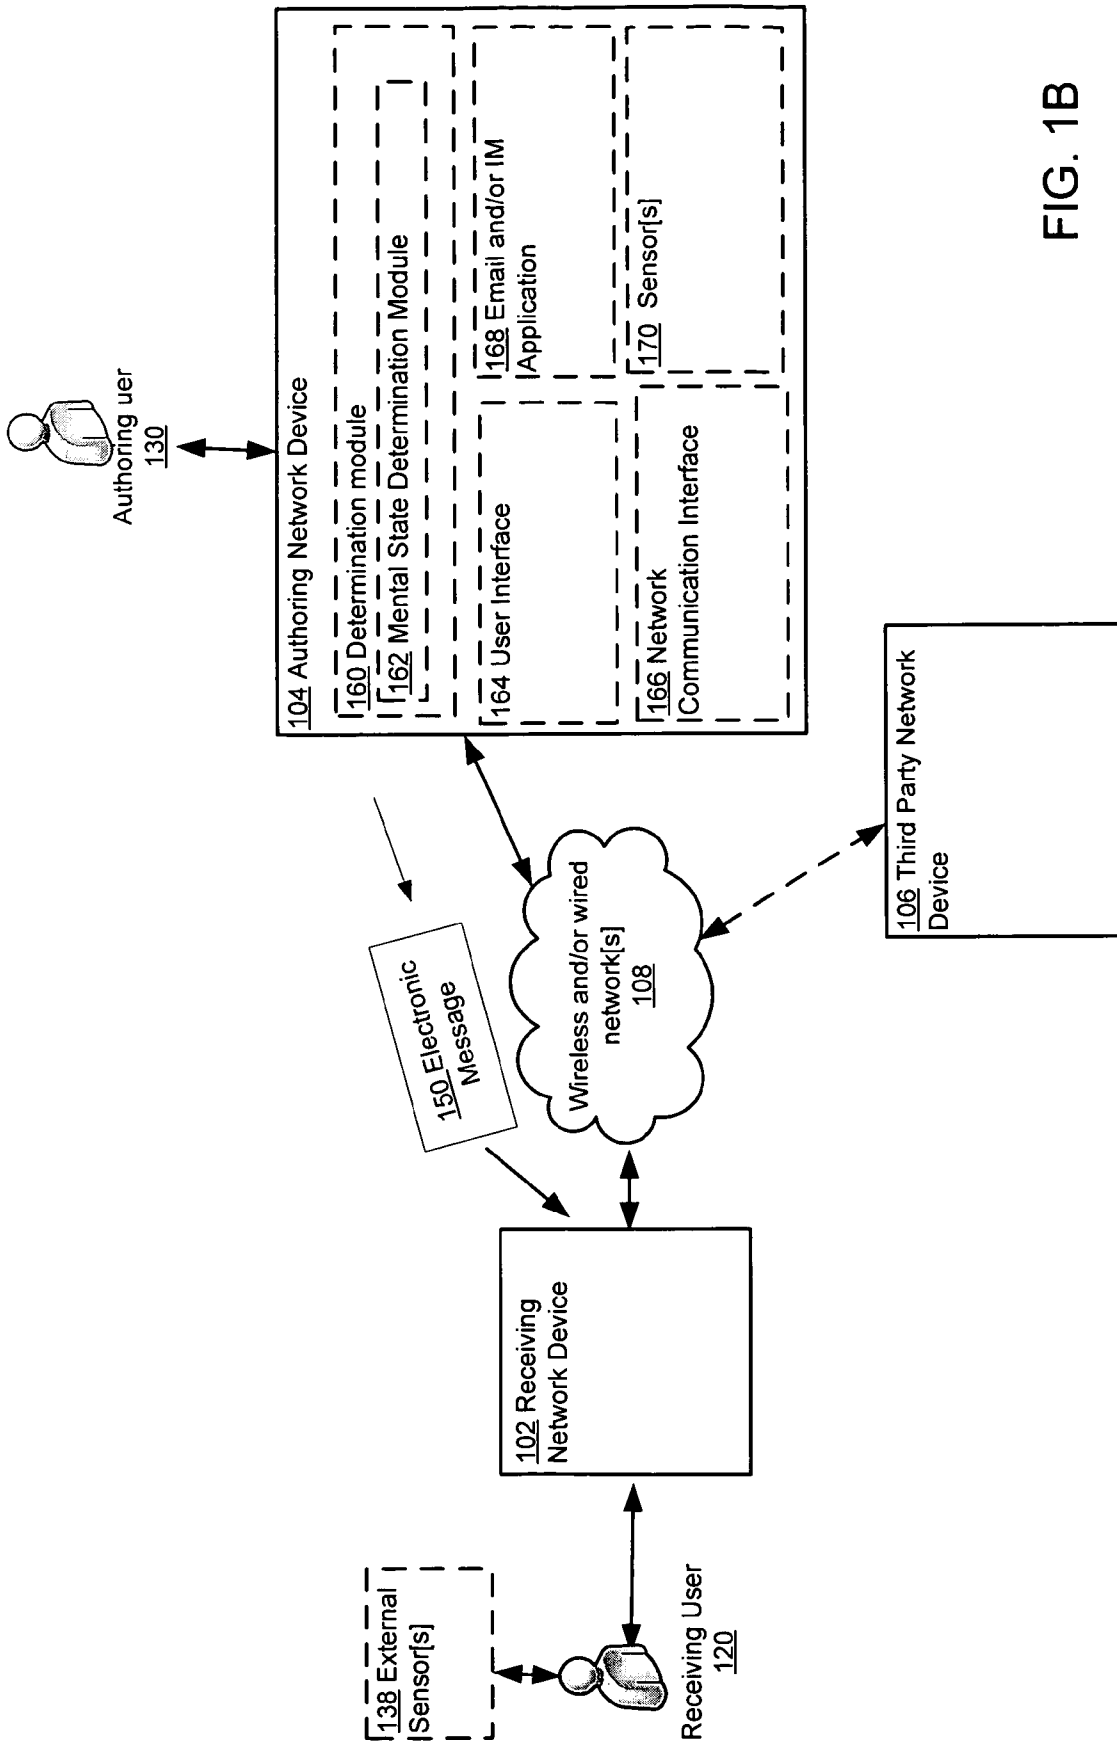 138 External
Sensor[s]
Receiving User
120
102 Receiving
Network Device
150 Electronic
Message
Wireless and/or wired
network[s]
108
Authoring uer
130
104 Authoring Network Device
160 Determination module
162 Mental State Determination Module
164 User Interface
168 Email and/or IM
Application
166 Network
Communication Interface
170 Sensor[s]
106 Third Party Network
Device
FIG. 1B